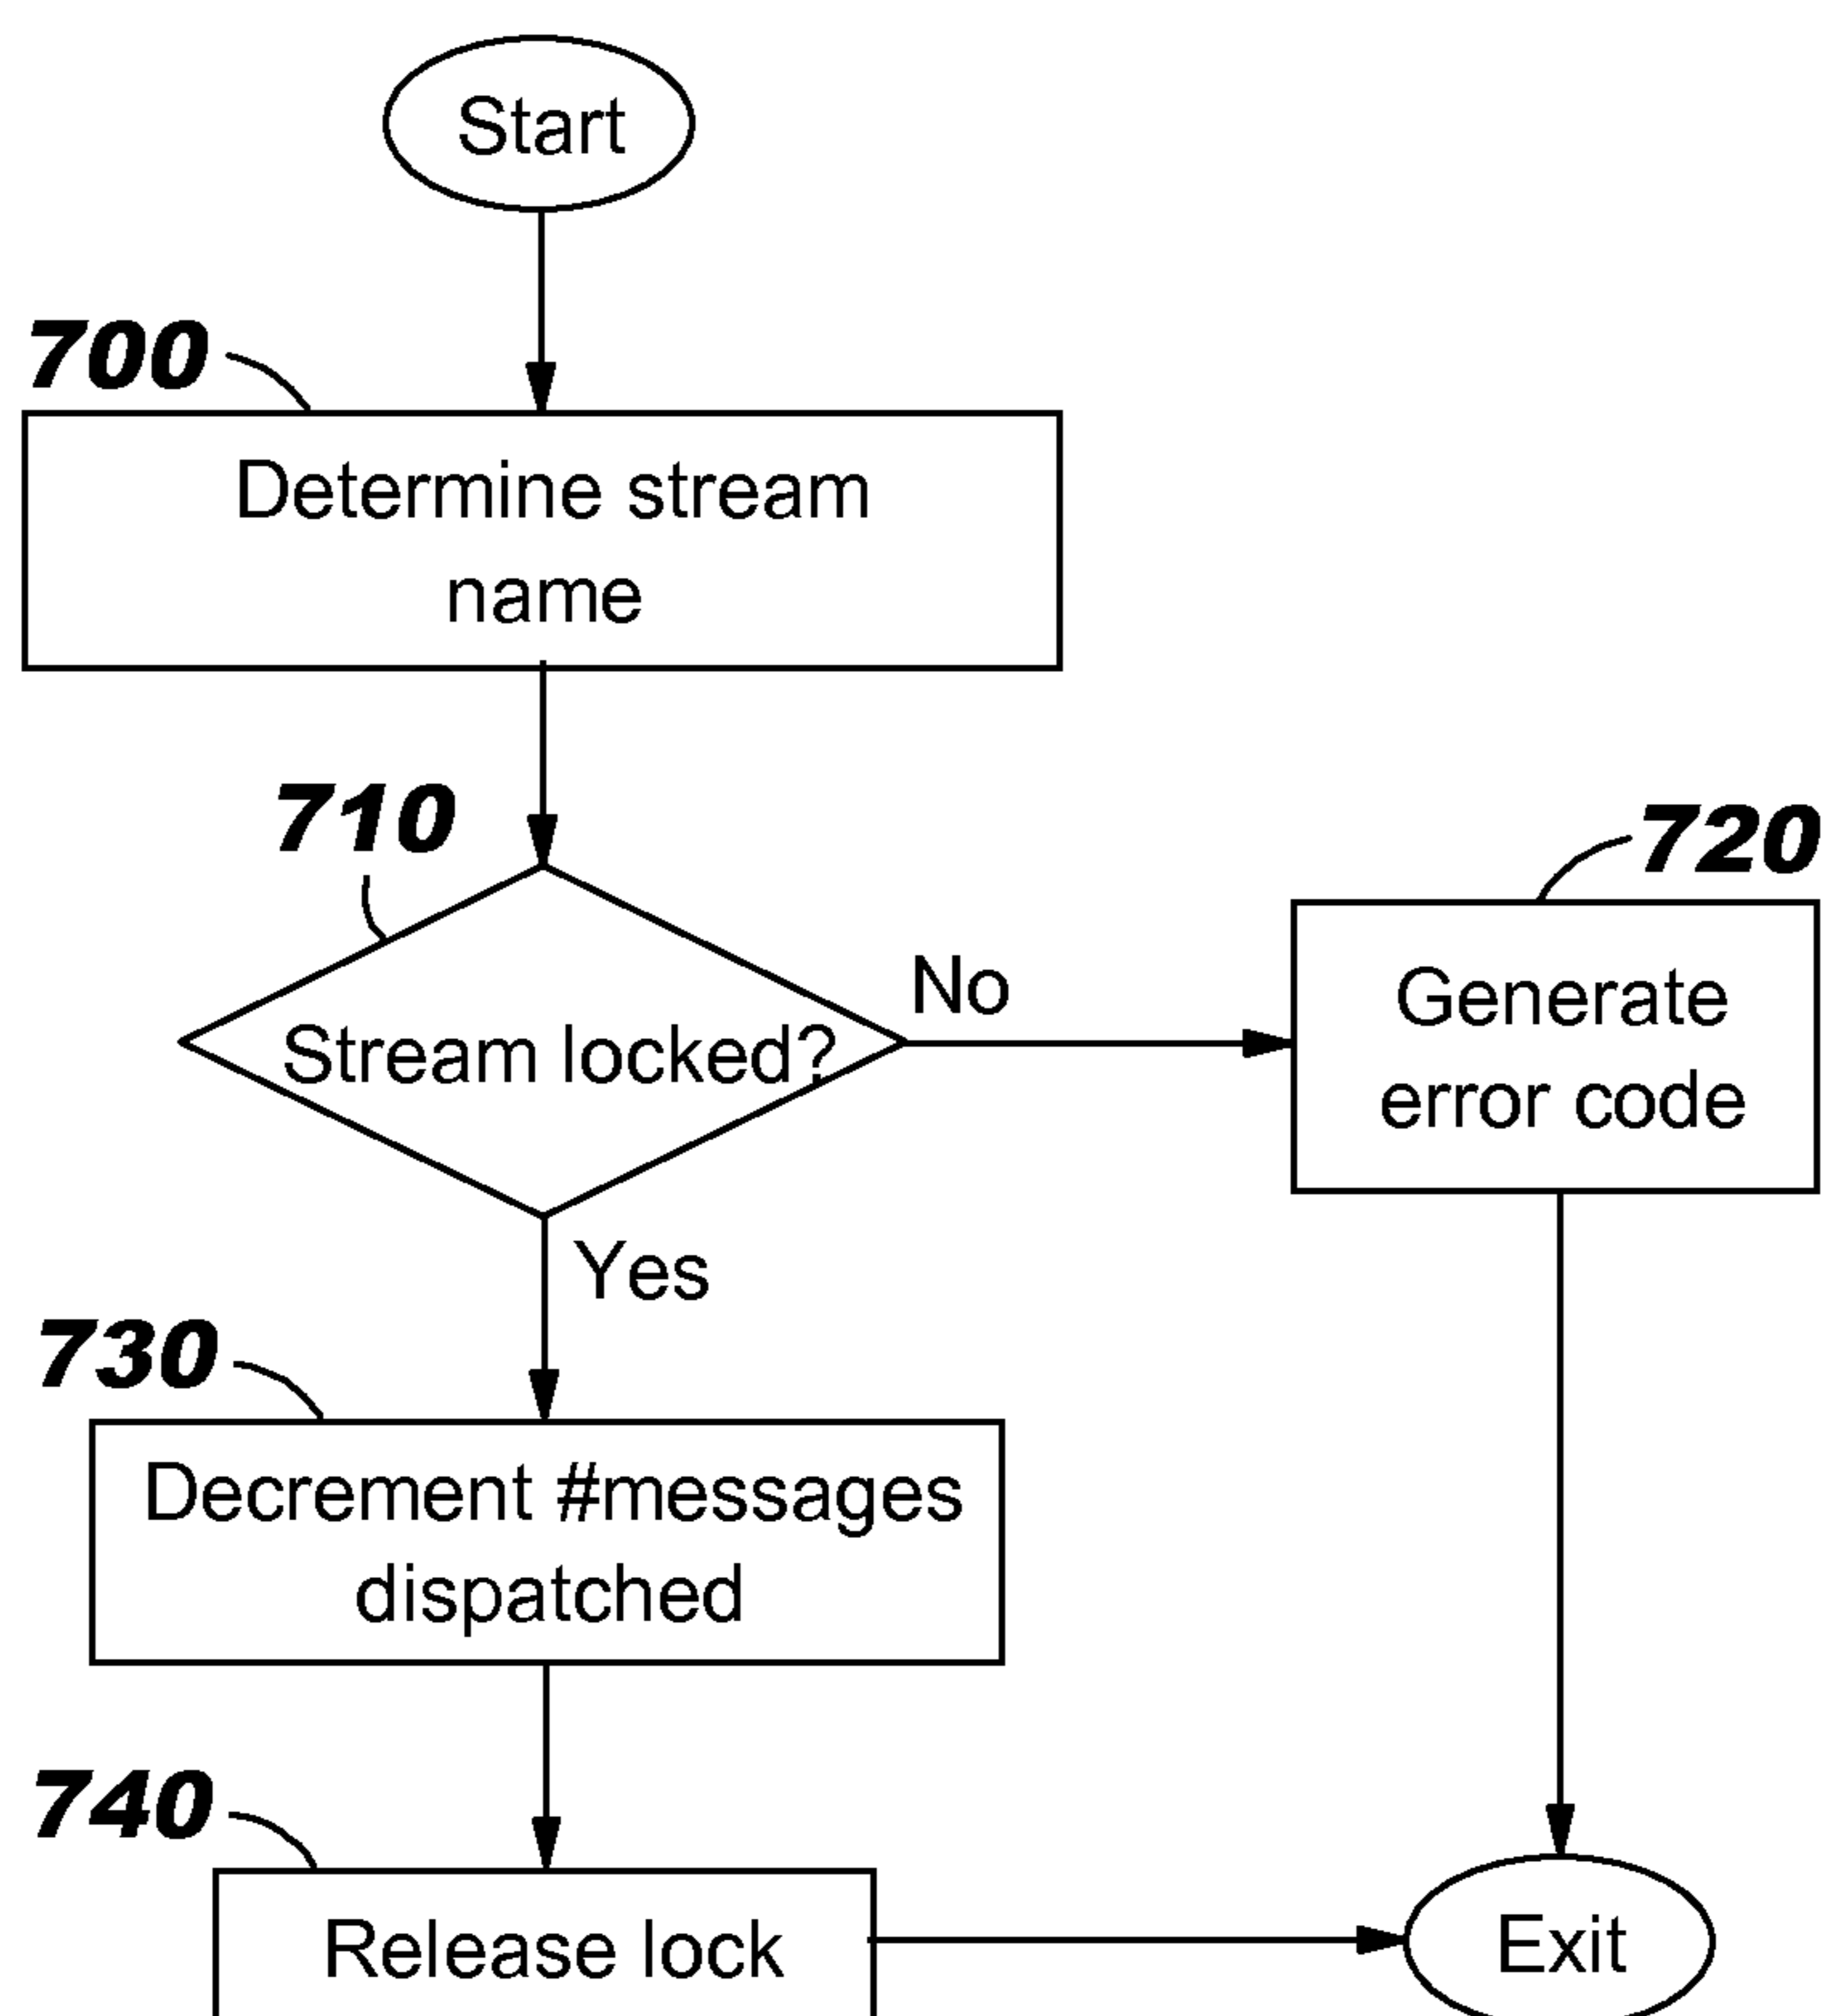 Start
700
Determine stream
name
710
Stream locked?
No
720
Generate
error code
Yes
730
Decrement #messages
dispatched
740
Release lock
Exit